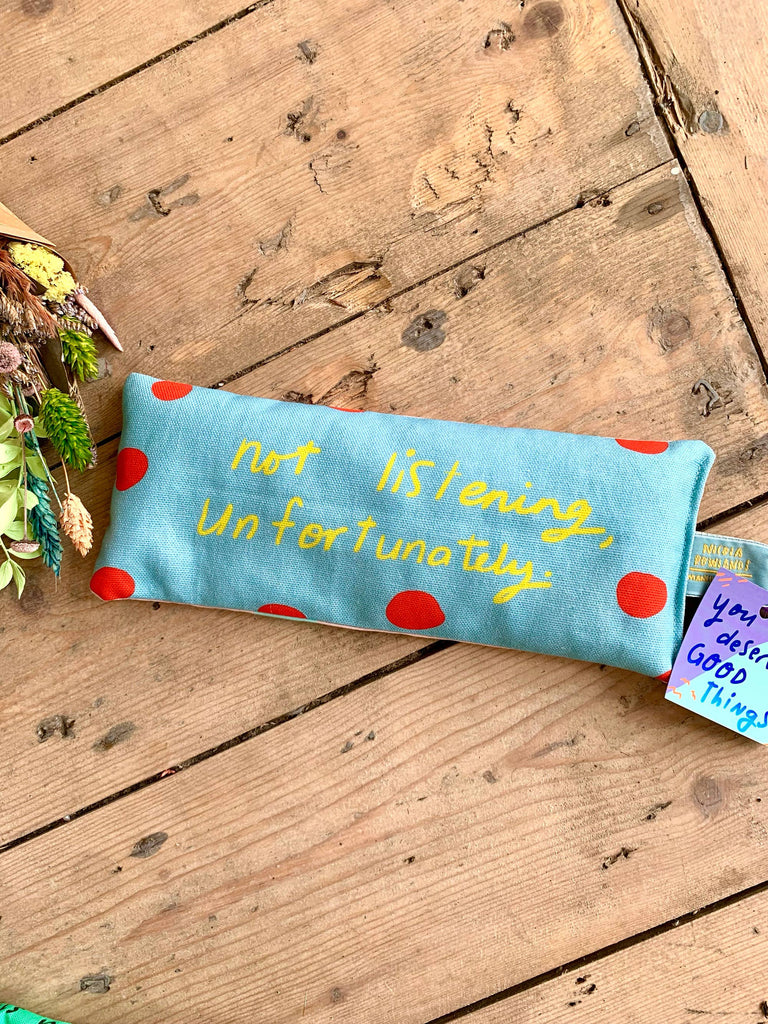 not listening,
unfortunately.
NICOLA
ROWLANDS
you
GOOD
Things